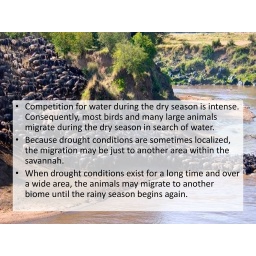 • Competition for water during the dry season is intense.
Consequently, most birds and many large animals
migrate during the dry season in search of water.
• Because drought conditions are sometimes localized,
the migration may be just to another area within the
savannah.
• When drought conditions exist for a long time and over
a wide area, the animals may migrate to another
biome until the rainy season begins again.